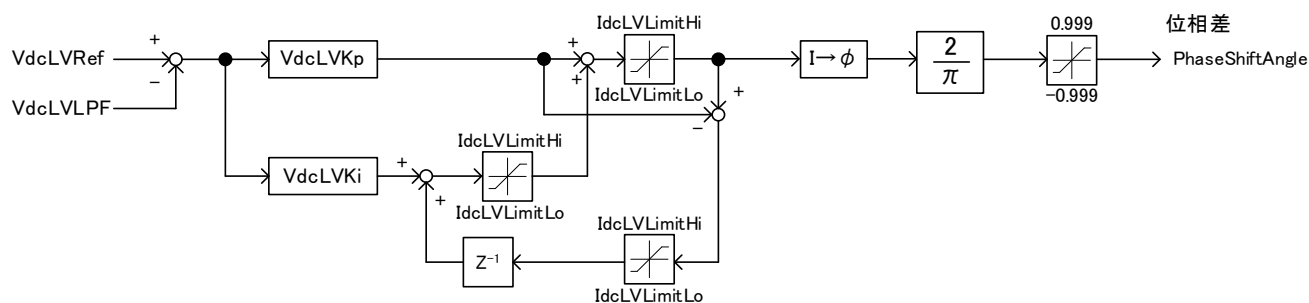 VdcLVRef
+
−
VdcLVLPF
VdcLVKp
+
+
IdcLVLimitHi
IdcLVLimitLo
+
−
I→ϕ
2
π
0.999
−0.999
位相差
PhaseShiftAngle
VdcLVKi
+
+
IdcLVLimitHi
IdcLVLimitLo
Z⁻¹
IdcLVLimitHi
IdcLVLimitLo